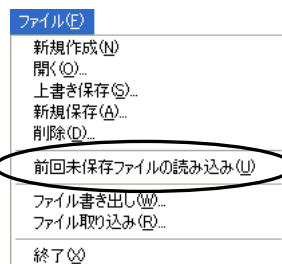 ファイル(F)
新規作成(N)
開く(O)...
上書き保存(S)...
新規保存(A)...
削除(D)...
前回未保存ファイルの読み込み(U)
ファイル書き出し(W)...
ファイル取り込み(R)...
終了(X)